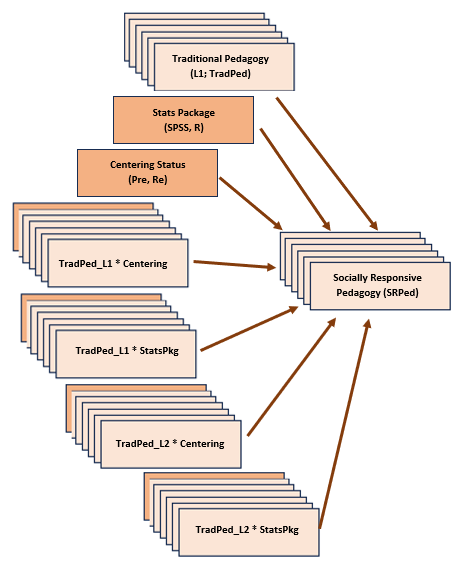 Traditional Pedagogy
(L1; TradPed)
Stats Package
(SPSS, R)
Centering Status
(Pre, Re)
TradPed_L1 * Centering
Socially Responsive
Pedagogy (SRPed)
TradPed_L1 * StatsPkg
TradPed_L2 * Centering
TradPed_L2 * StatsPkg